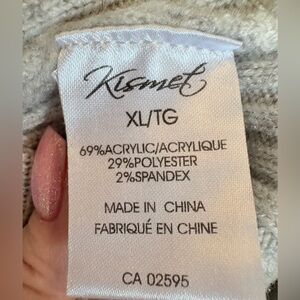 Kismet
XL/TG
69%ACRYLIC/ACRYLIQUE
29%POLYESTER
2%SPANDEX
MADE IN CHINA
FABRIQUÉ EN CHINE
CA 02595